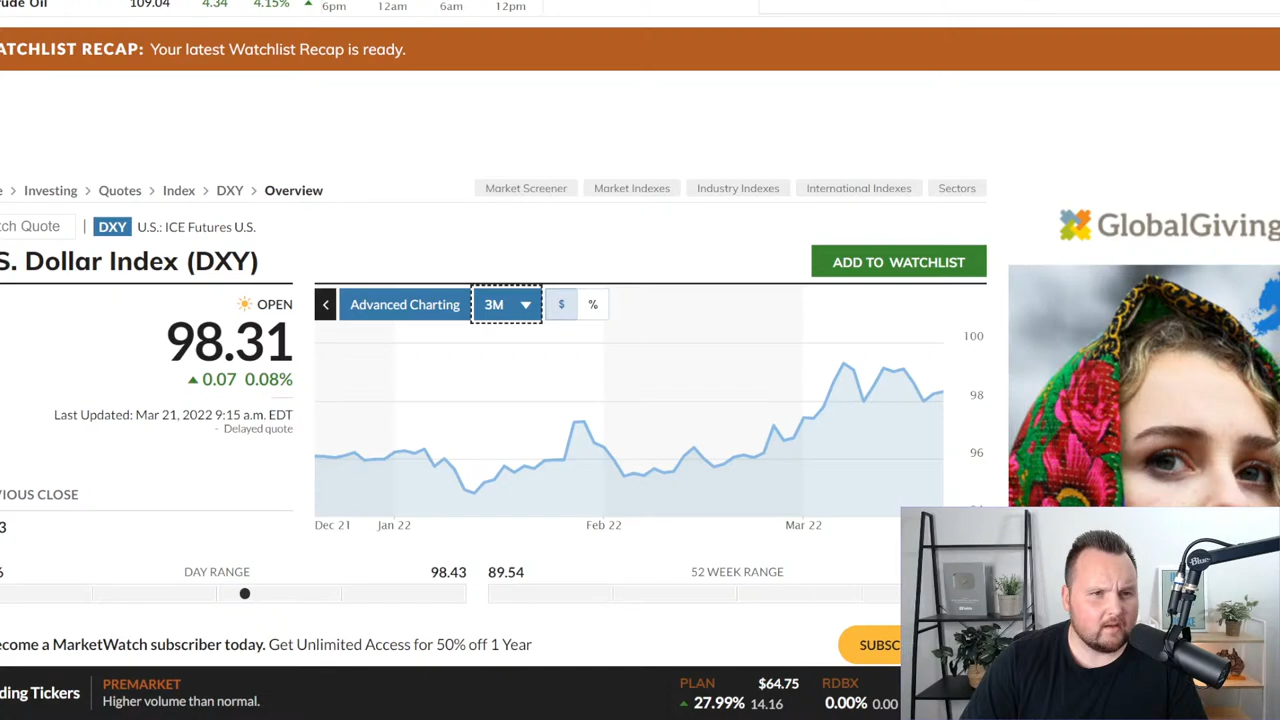 rude Oil 109.04 4.34 4.15% 6pm 12am 6am 12pm
ATCHLIST RECAP: Your latest Watchlist Recap is ready.
e > Investing > Quotes > Index > DXY > Overview
Market Screener Market Indexes Industry Indexes International Indexes Sectors
tch Quote | DXY U.S.: ICE Futures U.S.
GlobalGiving
S. Dollar Index (DXY)
ADD TO WATCHLIST
OPEN
98.31
0.07 0.08%
Last Updated: Mar 21, 2022 9:15 a.m. EDT
- Delayed quote
VIOUS CLOSE
3
< Advanced Charting 3M $ %
100
98
96
Dec 21 Jan 22 Feb 22 Mar 22
DAY RANGE 98.43
89.54 52 WEEK RANGE
ecome a MarketWatch subscriber today. Get Unlimited Access for 50% off 1 Year
SUBSC
ding Tickers
PREMARKET
Higher volume than normal.
PLAN $64.75
27.99% 14.16
RDBX
0.00% 0.00
Blue